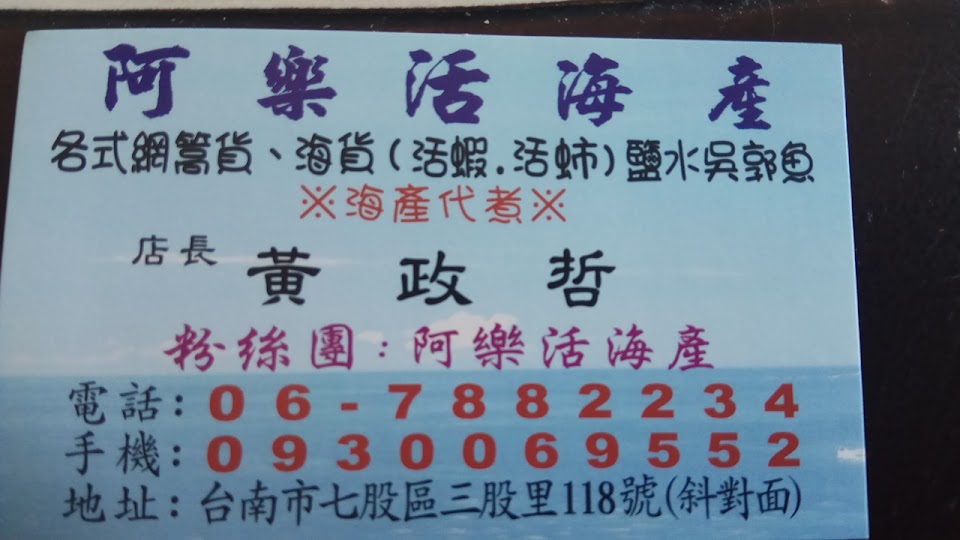 阿樂活海產
各式網篙貨、海貨(活蝦.活蚵)鹽水吳郭魚
※海產代煮※
店長 黃政哲
粉絲團:阿樂活海產
電話:06-7882234
手機:0930069552
地址:台南市七股區三股里118號(斜對面)